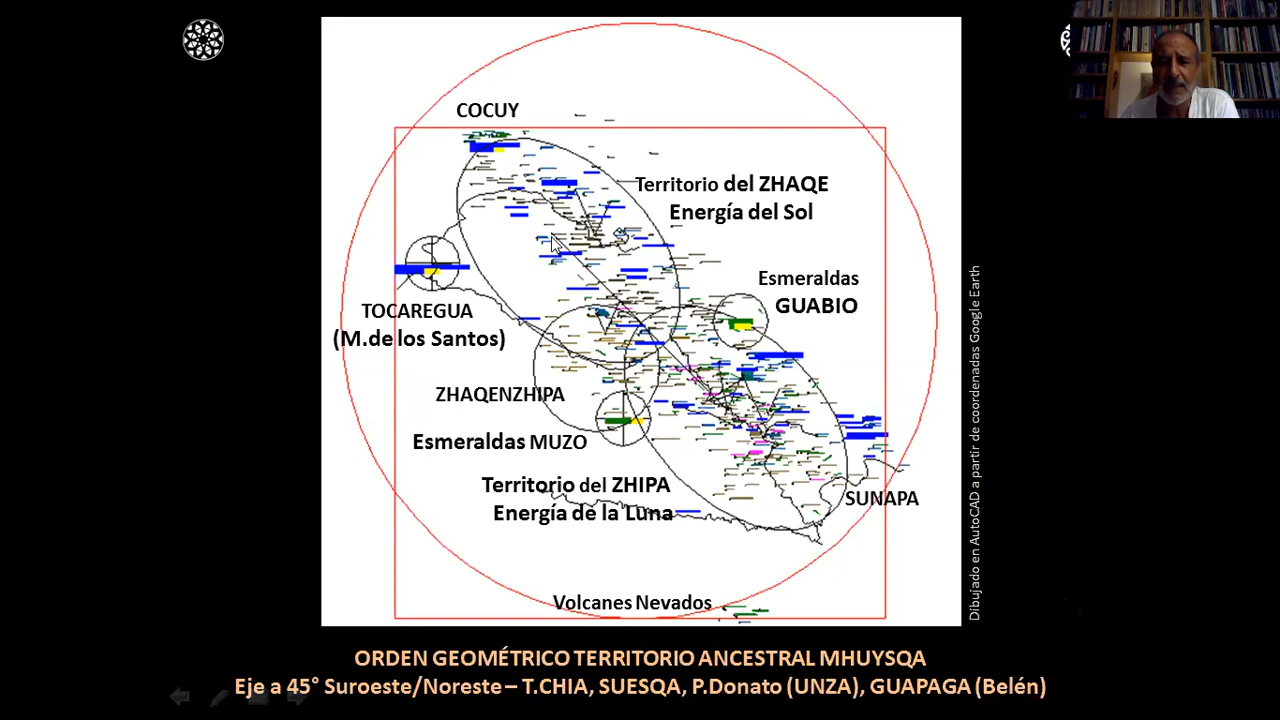 COCUY
Territorio del ZHAQE
Energía del Sol
Esmeraldas
GUABIO
TOCAREGUA
(M.de los Santos)
ZHAQENZHIPA
Esmeraldas MUZO
Territorio del ZHIPA
Energía de la Luna
SUNAPA
Volcanes Nevados
Dibujado en AutoCAD a partir de coordenadas Google Earth
ORDEN GEOMÉTRICO TERRITORIO ANCESTRAL MHUYSQA
Eje a 45° Suroeste/Noreste – T.CHIA, SUESQA, P.Donato (UNZA), GUAPAGA (Belén)